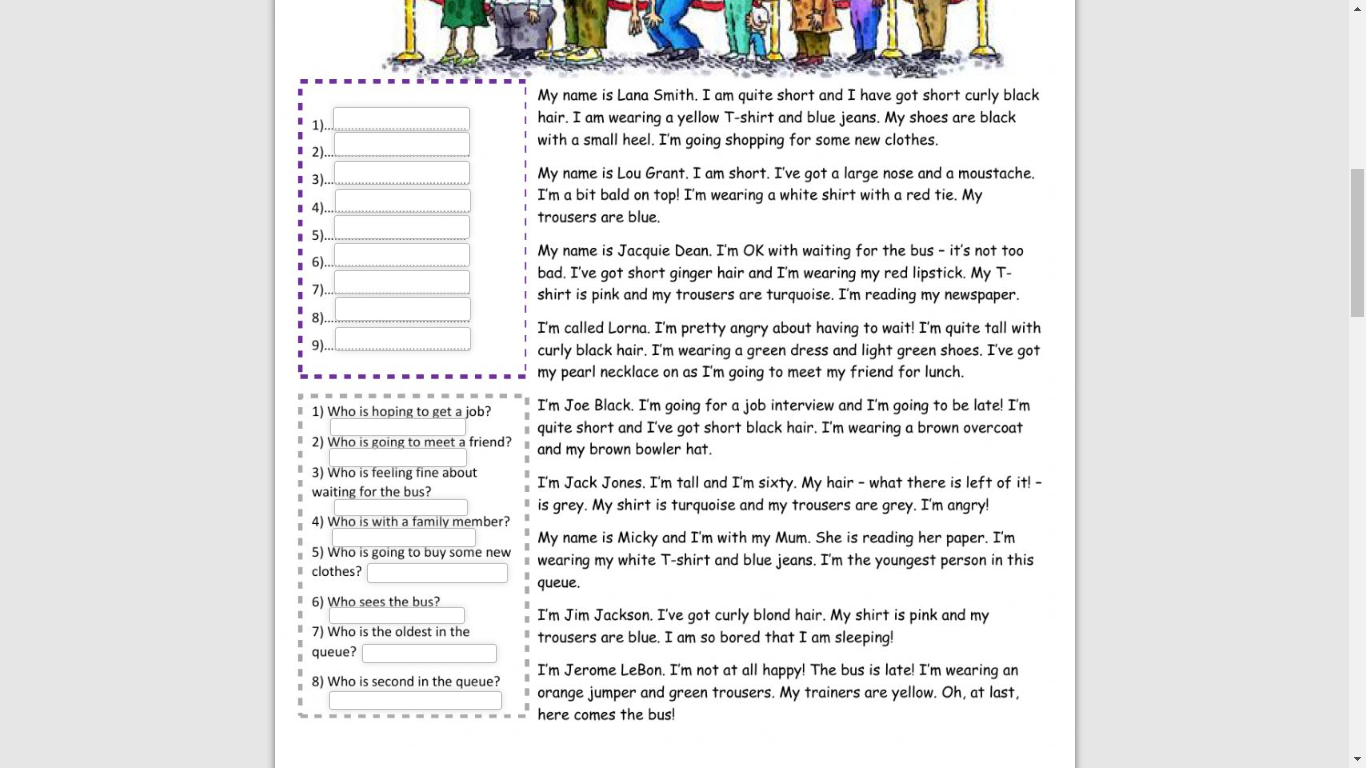 1)...
2)...
3)...
4)...
5)...
6)...
7)...
8)...
9)...
1) Who is hoping to get a job?
2) Who is going to meet a friend?
3) Who is feeling fine about
waiting for the bus?
4) Who is with a family member?
5) Who is going to buy some new
clothes?
6) Who sees the bus?
7) Who is the oldest in the
queue?
8) Who is second in the queue?
My name is Lana Smith. I am quite short and I have got short curly black
hair. I am wearing a yellow T-shirt and blue jeans. My shoes are black
with a small heel. I'm going shopping for some new clothes.
My name is Lou Grant. I am short. I've got a large nose and a moustache.
I'm a bit bald on top! I'm wearing a white shirt with a red tie. My
trousers are blue.
My name is Jacquie Dean. I'm OK with waiting for the bus – it's not too
bad. I've got short ginger hair and I'm wearing my red lipstick. My T-
shirt is pink and my trousers are turquoise. I'm reading my newspaper.
I'm called Lorna. I'm pretty angry about having to wait! I'm quite tall with
curly black hair. I'm wearing a green dress and light green shoes. I've got
my pearl necklace on as I'm going to meet my friend for lunch.
I'm Joe Black. I'm going for a job interview and I'm going to be late! I'm
quite short and I've got short black hair. I'm wearing a brown overcoat
and my brown bowler hat.
I'm Jack Jones. I'm tall and I'm sixty. My hair – what there is left of it! –
is grey. My shirt is turquoise and my trousers are grey. I'm angry!
My name is Micky and I'm with my Mum. She is reading her paper. I'm
wearing my white T-shirt and blue jeans. I'm the youngest person in this
queue.
I'm Jim Jackson. I've got curly blond hair. My shirt is pink and my
trousers are blue. I am so bored that I am sleeping!
I'm Jerome LeBon. I'm not at all happy! The bus is late! I'm wearing an
orange jumper and green trousers. My trainers are yellow. Oh, at last,
here comes the bus!